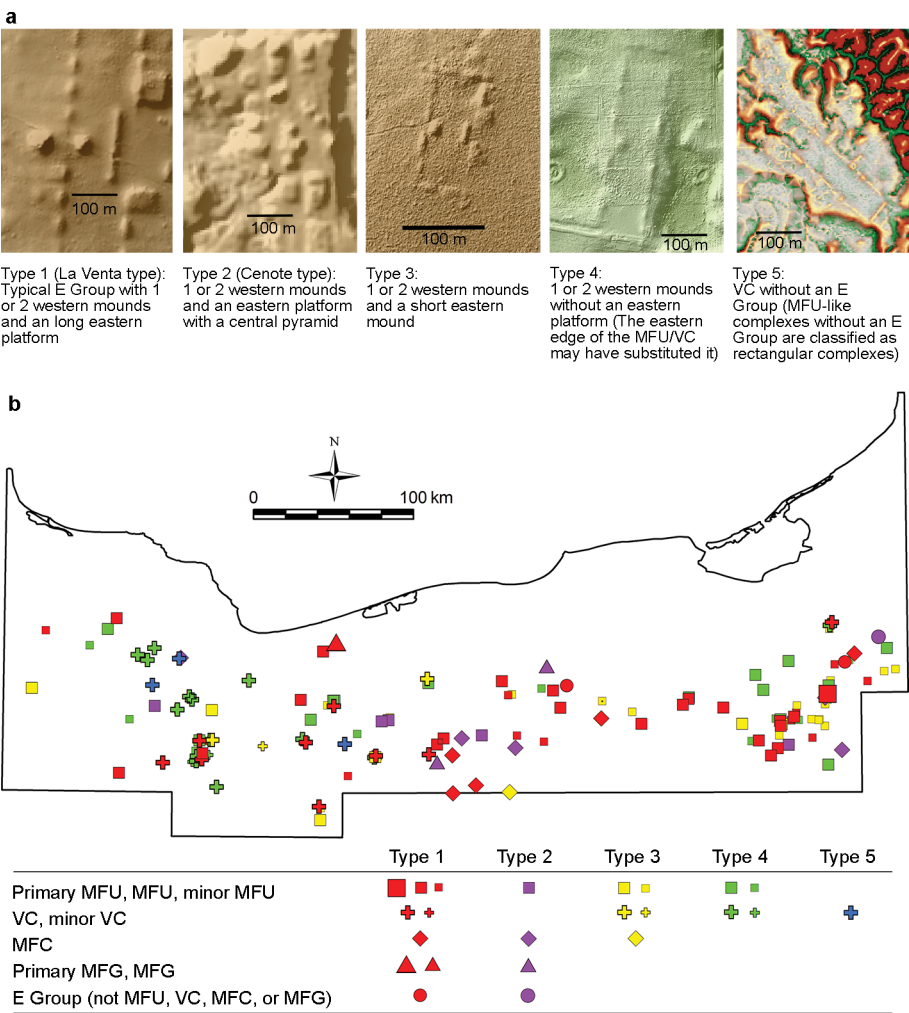 a
100 m
100 m
100 m
100 m
100 m
Type 1 (La Venta type):
Typical E Group with 1
or 2 western mounds
and an long eastern
platform
Type 2 (Cenote type):
1 or 2 western mounds
and an eastern platform
with a central pyramid
Type 3:
1 or 2 western mounds
and a short eastern
mound
Type 4:
1 or 2 western mounds
without an eastern
platform (The eastern
edge of the MFU/VC
may have substituted it)
Type 5:
VC without an E
Group (MFU-like
complexes without an E
Group are classified as
rectangular complexes)
b
N
0 100 km
Type 1 Type 2 Type 3 Type 4 Type 5
Primary MFU, MFU, minor MFU
VC, minor VC
MFC
Primary MFG, MFG
E Group (not MFU, VC, MFC, or MFG)